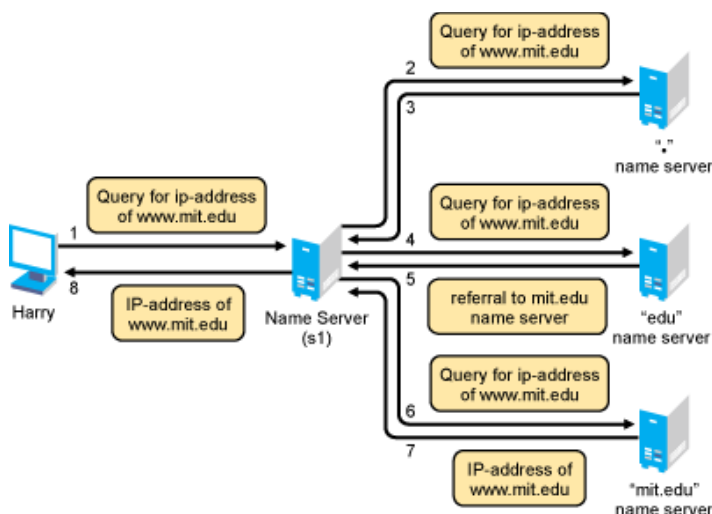 Query for ip-address
of www.mit.edu
2
3
"."
name server
Query for ip-address
of www.mit.edu
1
8
Harry
IP-address of
www.mit.edu
Name Server
(s1)
Query for ip-address
of www.mit.edu
4
5
referral to mit.edu
name server
"edu"
name server
Query for ip-address
of www.mit.edu
6
7
IP-address of
www.mit.edu
"mit.edu"
name server